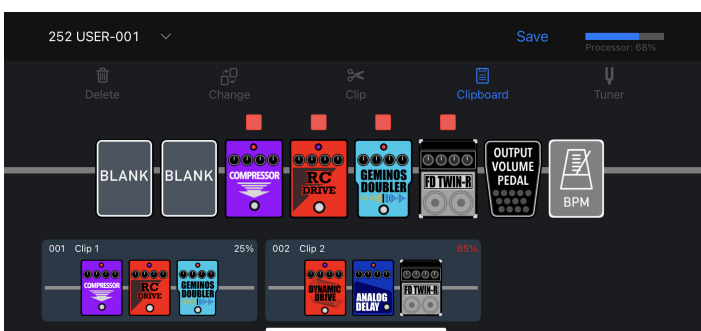 252 USER-001
Save
Processor: 68%
Delete
Change
Clip
Clipboard
Tuner
BLANK
BLANK
COMPRESSOR
RC
DRIVE
GEMINOS
DOUBLER
FD TWIN-R
OUTPUT
VOLUME
PEDAL
BPM
001 Clip 1 25%
COMPRESSOR
RC
DRIVE
GEMINOS
DOUBLER
002 Clip 2 65%
DYNAMIC
DRIVE
ANALOG
DELAY
FD TWIN-R